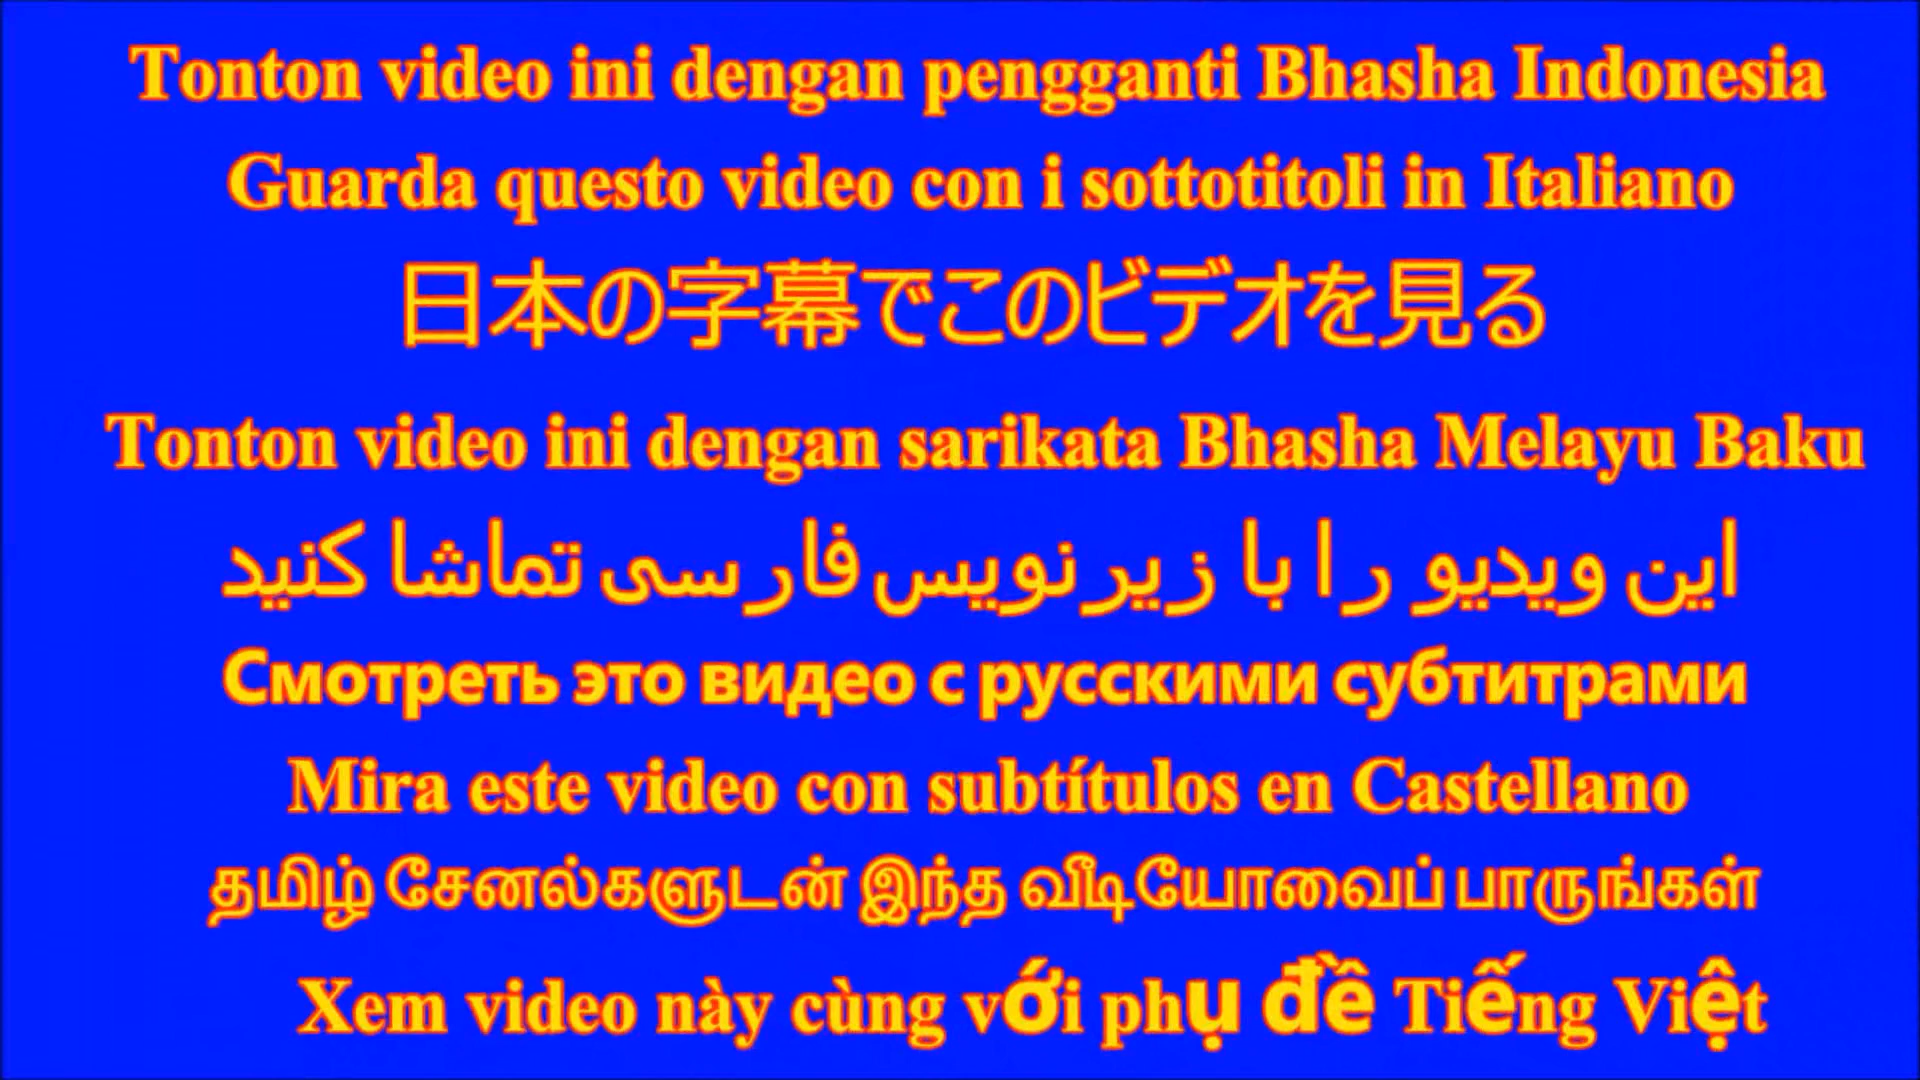 Tonton video ini dengan pengganti Bhasha Indonesia
Guarda questo video con i sottotitoli in Italiano
日本の字幕でこのビデオを見る
Tonton video ini dengan sarikata Bhasha Melayu Baku
این ویدیو را با زیرنویس فارسی تماشا کنید
Смотреть это видео с русскими субтитрами
Mira este video con subtítulos en Castellano
தமிழ் சேனல்களுடன் இந்த வீடியோவைப் பாருங்கள்
Xem video này cùng với phụ đề Tiếng Việt